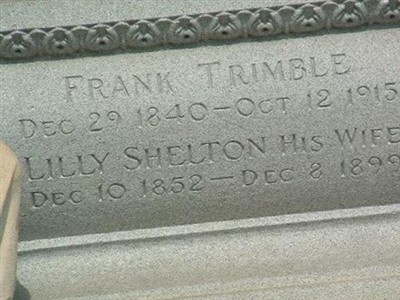 FRANK TRIMBLE
DEC 29 1840–OCT 12 1915
LILLY SHELTON HIS WIFE
DEC 10 1852–DEC 8 1899